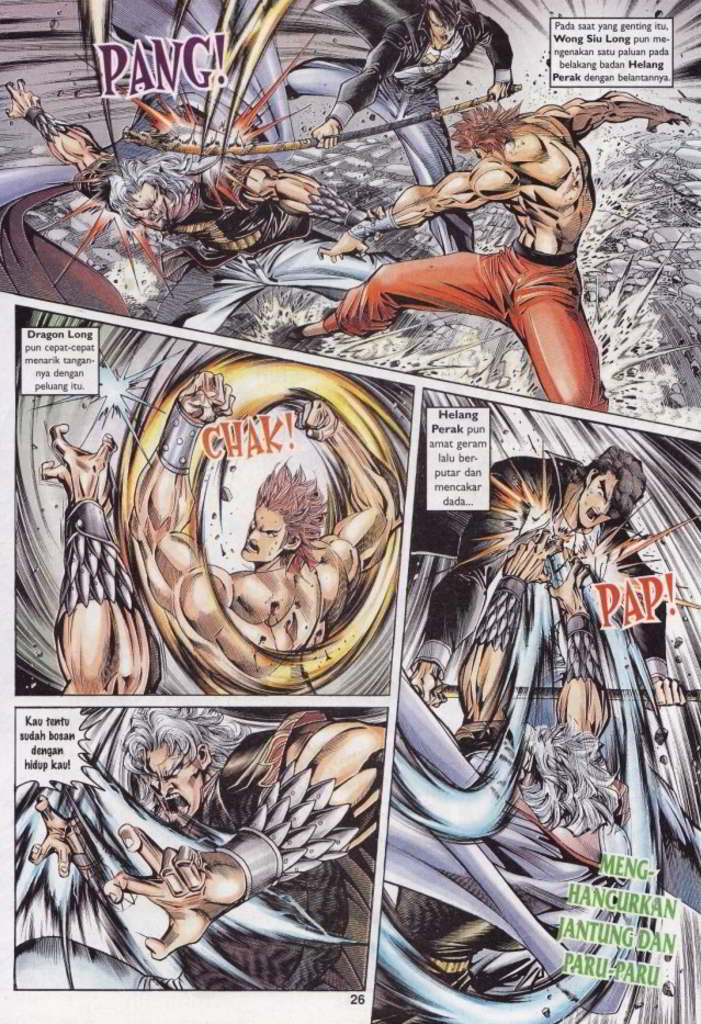 Pada saat yang genting itu,
Wong Siu Long pun me-
ngenakan satu paluan pada
belakang badan Helang
Perak dengan belantannya.
PANG!
Dragon Long
pun cepat-cepat
menarik tangan-
nya dengan
peluang itu.
CHAK!
Helang
Perak pun
amat geram
lalu ber-
putar dan
mencakar
dada...
PAP!
Kau tentu
sudah bosan
dengan
hidup kau!
MENG-
HANCURKAN
JANTUNG DAN
PARU-PARU
26